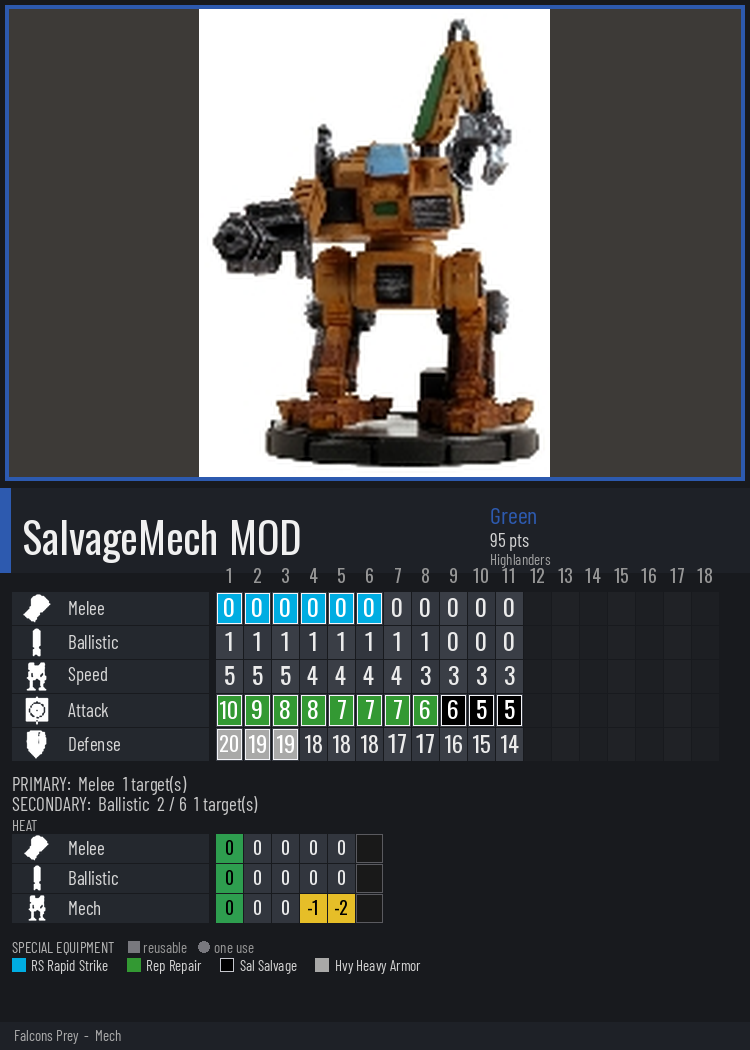 SalvageMech MOD
Green
95 pts
Highlanders
1 2 3 4 5 6 7 8 9 10 11 12 13 14 15 16 17 18
Melee 0 0 0 0 0 0 0 0 0 0 0
Ballistic 1 1 1 1 1 1 1 1 0 0 0
Speed 5 5 5 4 4 4 4 3 3 3 3
Attack 10 9 8 8 7 7 7 6 6 5 5
Defense 20 19 19 18 18 18 17 17 16 15 14
PRIMARY: Melee 1 target(s)
SECONDARY: Ballistic 2 / 6 1 target(s)
HEAT
Melee 0 0 0 0 0
Ballistic 0 0 0 0 0
Mech 0 0 0 -1 -2
SPECIAL EQUIPMENT reusable one use
RS Rapid Strike Rep Repair Sal Salvage Hvy Heavy Armor
Falcons Prey - Mech